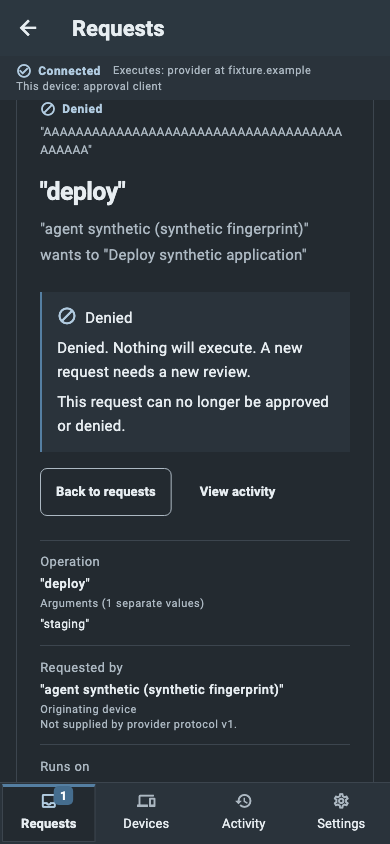 Requests
Connected Executes: provider at fixture.example
This device: approval client
Denied
"AAAAAAAAAAAAAAAAAAAAAAAAAAAAAAAAAAAAA
AAAAAA"
"deploy"
"agent synthetic (synthetic fingerprint)"
wants to "Deploy synthetic application"
Denied
Denied. Nothing will execute. A new
request needs a new review.
This request can no longer be approved
or denied.
Back to requests View activity
Operation
"deploy"
Arguments (1 separate values)
"staging"
Requested by
"agent synthetic (synthetic fingerprint)"
Originating device
Not supplied by provider protocol v1.
Runs on
1
Requests Devices Activity Settings